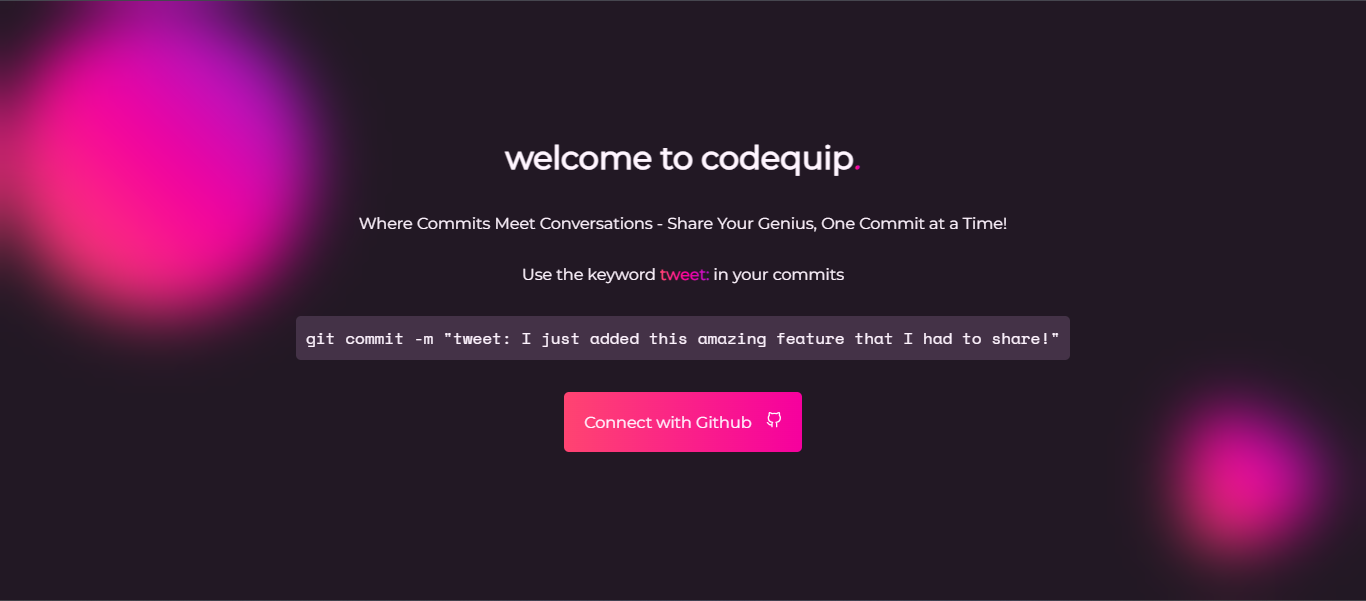 welcome to codequip.
Where Commits Meet Conversations - Share Your Genius, One Commit at a Time!
Use the keyword tweet: in your commits
git commit -m "tweet: I just added this amazing feature that I had to share!"
Connect with Github